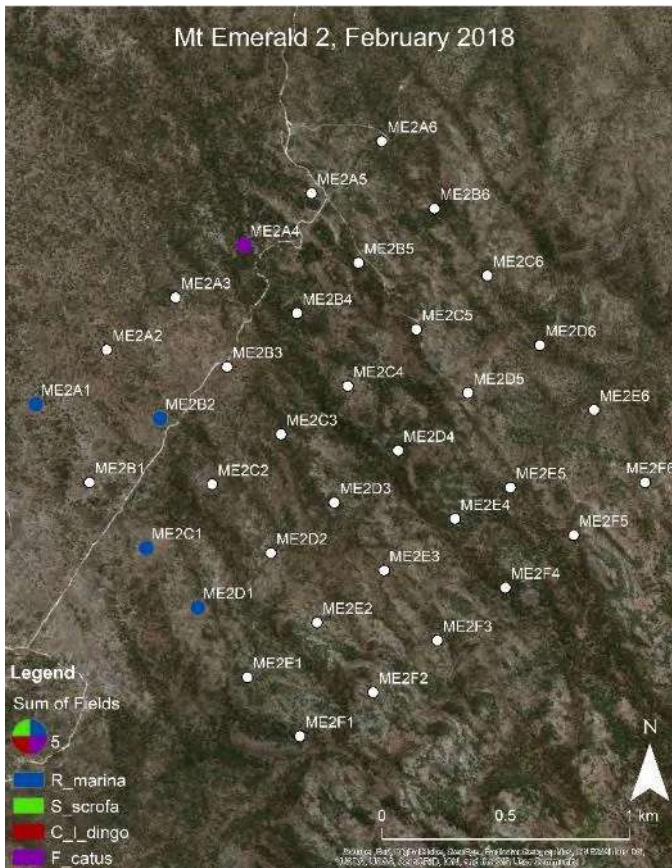 Mt Emerald 2, February 2018
ME2A6
ME2A5
ME2B6
ME2A4
ME2B5
ME2C6
ME2A3
ME2B4
ME2C5
ME2D6
ME2A2
ME2B3
ME2C4
ME2D5
ME2A1
ME2B2
ME2E6
ME2C3
ME2D4
ME2B1
ME2C2
ME2E5
ME2F6
ME2D3
ME2E4
ME2F5
ME2C1
ME2D2
ME2E3
ME2F4
ME2D1
ME2E2
ME2F3
ME2E1
ME2F2
ME2F1
Legend
Sum of Fields
5
R_marina
S_scrofa
C_l_dingo
F_catus
N
0 0.5 1 km